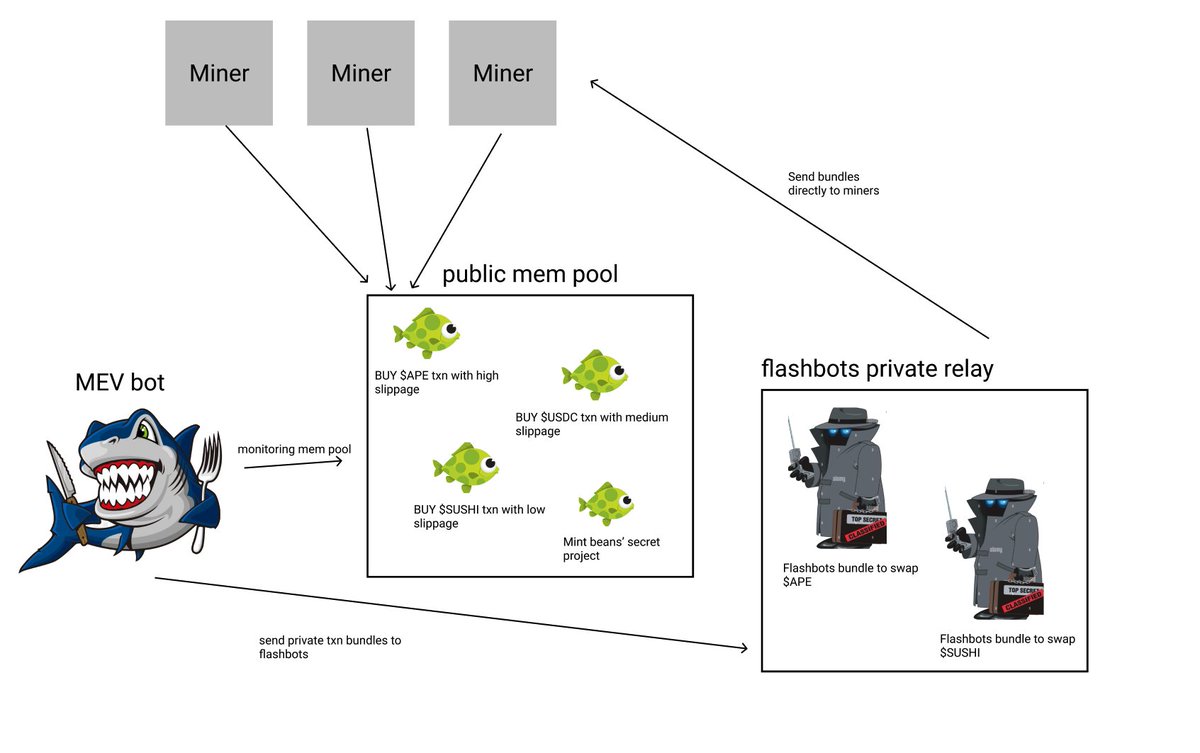 Miner
Miner
Miner
Send bundles
directly to miners
public mem pool
BUY $APE txn with high
slippage
BUY $USDC txn with medium
slippage
BUY $SUSHI txn with low
slippage
Mint beans' secret
project
MEV bot
monitoring mem pool
send private txn bundles to
flashbots
flashbots private relay
TOP SECRET
CLASSIFIED
Flashbots bundle to swap
$APE
TOP SECRET
CLASSIFIED
Flashbots bundle to swap
$SUSHI